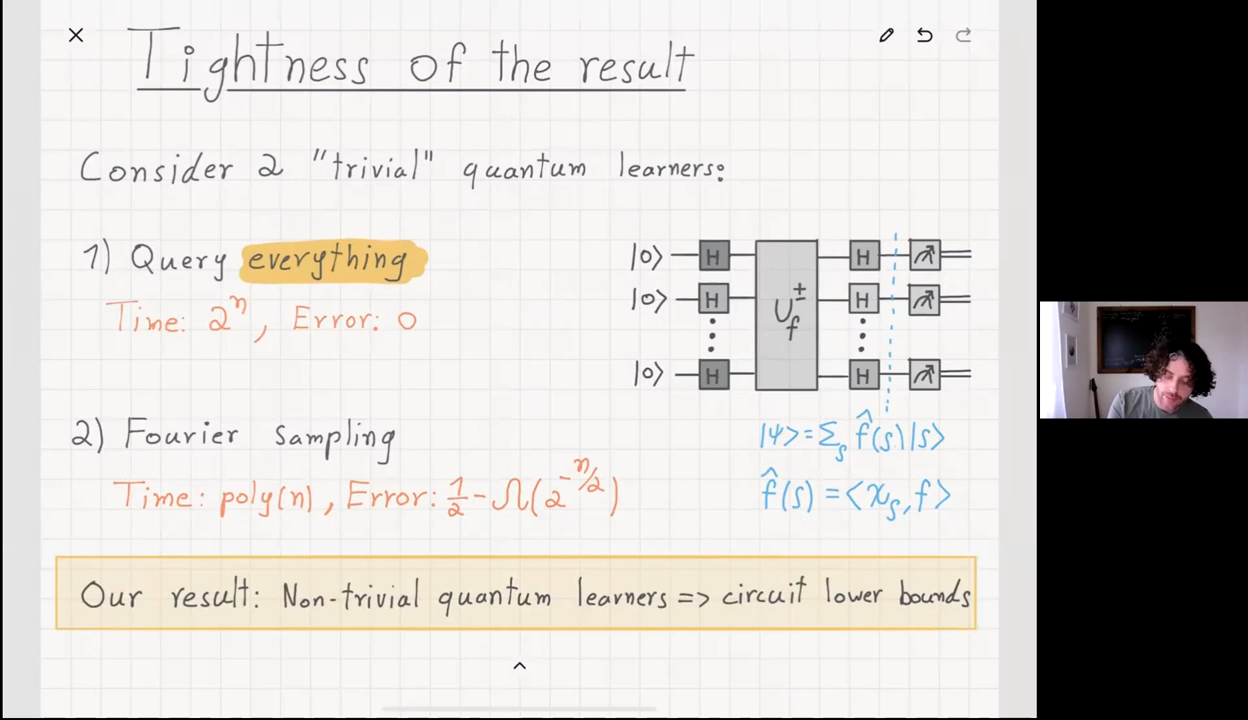 Tightness of the result
Consider 2 "trivial" quantum learners:
1) Query everything
Time: 2^n, Error: 0
|0> H H
|0> H U_f^± H
|0> H H
2) Fourier sampling
Time: poly(n), Error: 1/2 - Ω(2^{-n/2})
|ψ> = Σ_S f̂(S)|S>
f̂(S) = <χ_S, f>
Our result: Non-trivial quantum learners => circuit lower bounds